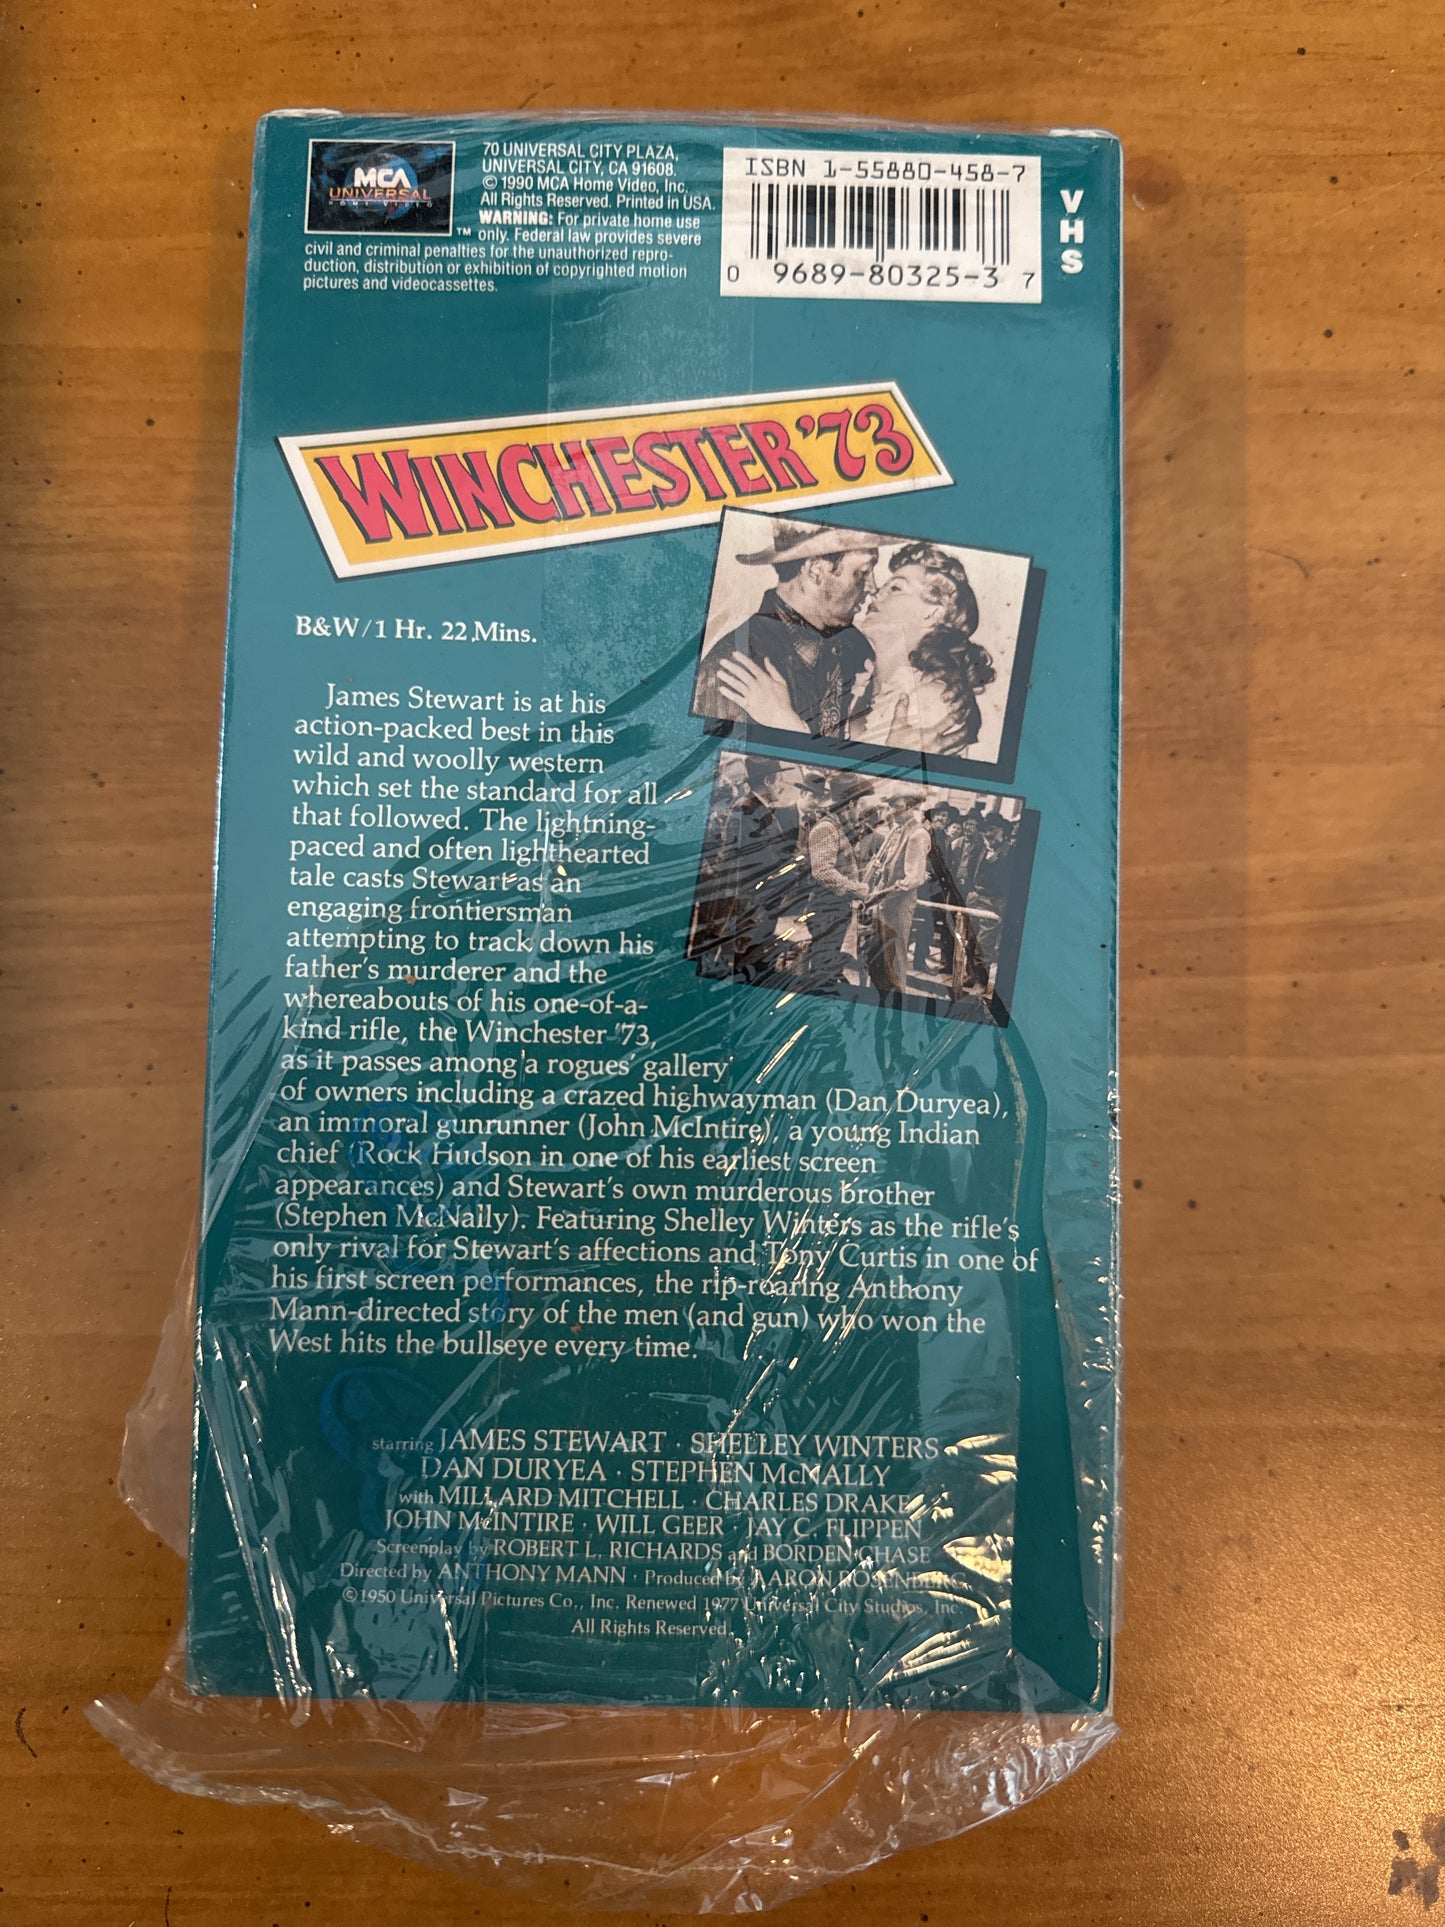 MCA
UNIVERSAL
HOME VIDEO
™
70 UNIVERSAL CITY PLAZA,
UNIVERSAL CITY, CA 91608.
© 1990 MCA Home Video, Inc.
All Rights Reserved. Printed in USA.
WARNING: For private home use
only. Federal law provides severe
civil and criminal penalties for the unauthorized repro-
duction, distribution or exhibition of copyrighted motion
pictures and videocassettes.
ISBN 1-55880-458-7
0 9689-80325-3 7
VHS
WINCHESTER '73
B&W/1 Hr. 22 Mins.
James Stewart is at his
action-packed best in this
wild and woolly western
which set the standard for all
that followed. The lightning-
paced and often lighthearted
tale casts Stewart as an
engaging frontiersman
attempting to track down his
father's murderer and the
whereabouts of his one-of-a-
kind rifle, the Winchester '73,
as it passes among a rogues' gallery
of owners including a crazed highwayman (Dan Duryea),
an immoral gunrunner (John McIntire), a young Indian
chief (Rock Hudson in one of his earliest screen
appearances) and Stewart's own murderous brother
(Stephen McNally). Featuring Shelley Winters as the rifle's
only rival for Stewart's affections and Tony Curtis in one of
his first screen performances, the rip-roaring Anthony
Mann-directed story of the men (and gun) who won the
West hits the bullseye every time.
starring JAMES STEWART · SHELLEY WINTERS
DAN DURYEA · STEPHEN McNALLY
with MILLARD MITCHELL · CHARLES DRAKE
JOHN McINTIRE · WILL GEER · JAY C. FLIPPEN
Screenplay by ROBERT L. RICHARDS and BORDEN CHASE
Directed by ANTHONY MANN · Produced by AARON ROSENBERG
©1950 Universal Pictures Co., Inc. Renewed 1977 Universal City Studios, Inc.
All Rights Reserved.